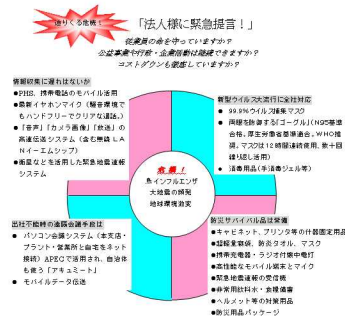 迫りくる危機！
「法人様に緊急提言！」
従業員の命を守っていますか？
公益事業や行政・企業活動は継続できますか？
コストダウンも徹底していますか？
情報収集に遅れはないか
●PHS、携帯電話のモバイル活用
●最新イヤホンマイク（騒音環境で
もハンドフリーでクリアな通話。）
●「音声」「カメラ画像」「放送」の
高速伝送システム（含む無線LA
Nイーエムシップ）
●衛星などを活用した緊急地震速報
システム
新型ウイルス大流行に全社対応
● 99.9%ウイルス捕集マスク
● 両眼を防御する「ゴーグル」（N95基準
合格。厚生労働省基準適合。WHO推
奨。マスクは12時間連続使用、数十回
繰り返し活用）
● 消毒用品（手消毒ジェル等）
危機！
鳥インフルエンザ
大地震の頻発
地球環境激変
出社不能時の遠隔会議手段は
● パソコン会議システム（本支店・
プラント・営業所と自宅をネット
接続）APECで活用され、自治体
も使う「アキュミート」
● モバイルデータ伝送
防災サバイバル品は常備
● キャビネット、プリンタ等の什器固定用品
● 超軽量寝袋、防炎タオル、マスク
● 携帯充電器・ラジオ付懐中電灯
● 高性能なモバイル端末とマイク
● 緊急地震速報の受信機
● 非常用飲料水・食糧備蓄
● ヘルメット等の対策用品
● 防災用品パッケージ